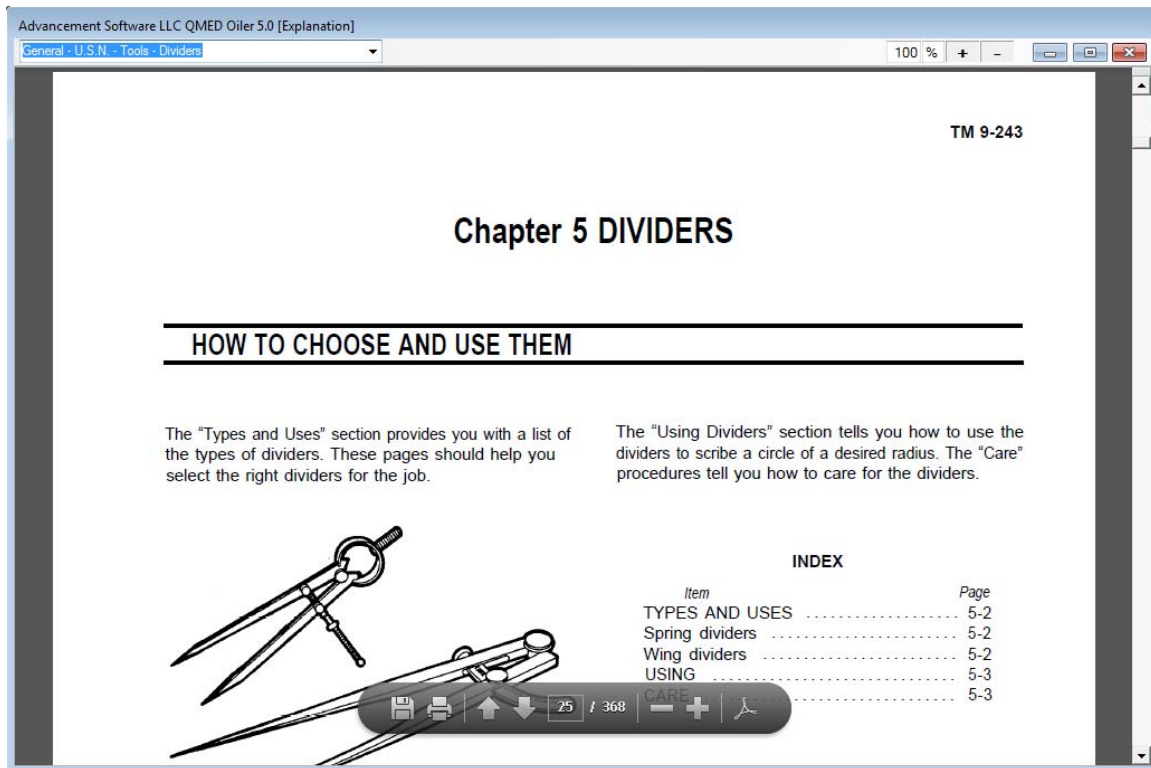 Advancement Software LLC QMED Oiler 5.0 [Explanation]
General - U.S.N. - Tools - Dividers
100 % + -
TM 9-243
Chapter 5 DIVIDERS
HOW TO CHOOSE AND USE THEM
The “Types and Uses” section provides you with a list of
the types of dividers. These pages should help you
select the right dividers for the job.
The “Using Dividers” section tells you how to use the
dividers to scribe a circle of a desired radius. The “Care”
procedures tell you how to care for the dividers.
INDEX
Item Page
TYPES AND USES ................... 5-2
Spring dividers ....................... 5-2
Wing dividers ........................ 5-2
USING .............................. 5-3
CARE .............................. 5-3
25 / 368